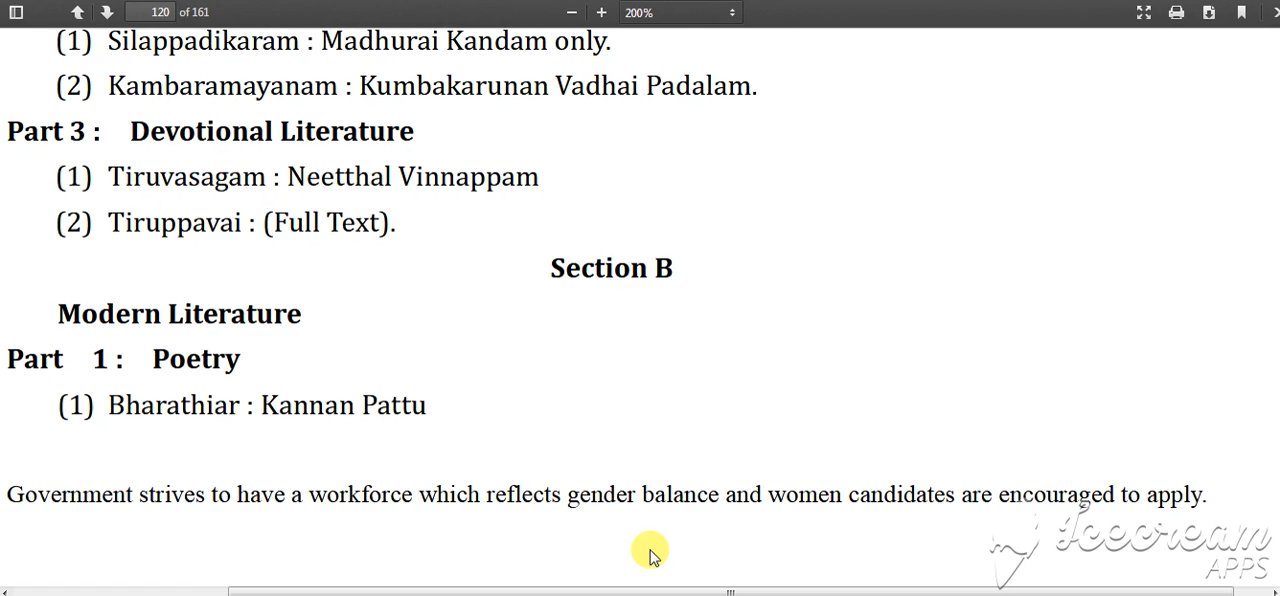 120 of 161
200%
(1) Silappadikaram : Madhurai Kandam only.
(2) Kambaramayanam : Kumbakarunan Vadhai Padalam.
Part 3 : Devotional Literature
(1) Tiruvasagam : Neetthal Vinnappam
(2) Tiruppavai : (Full Text).
Section B
Modern Literature
Part 1 : Poetry
(1) Bharathiar : Kannan Pattu
Government strives to have a workforce which reflects gender balance and women candidates are encouraged to apply.
Icecream
APPS